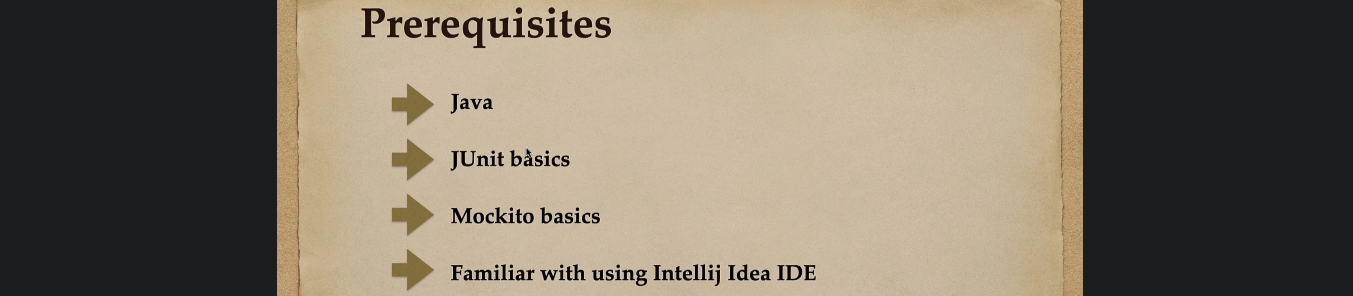 Prerequisites
Java
JUnit basics
Mockito basics
Familiar with using Intellij Idea IDE